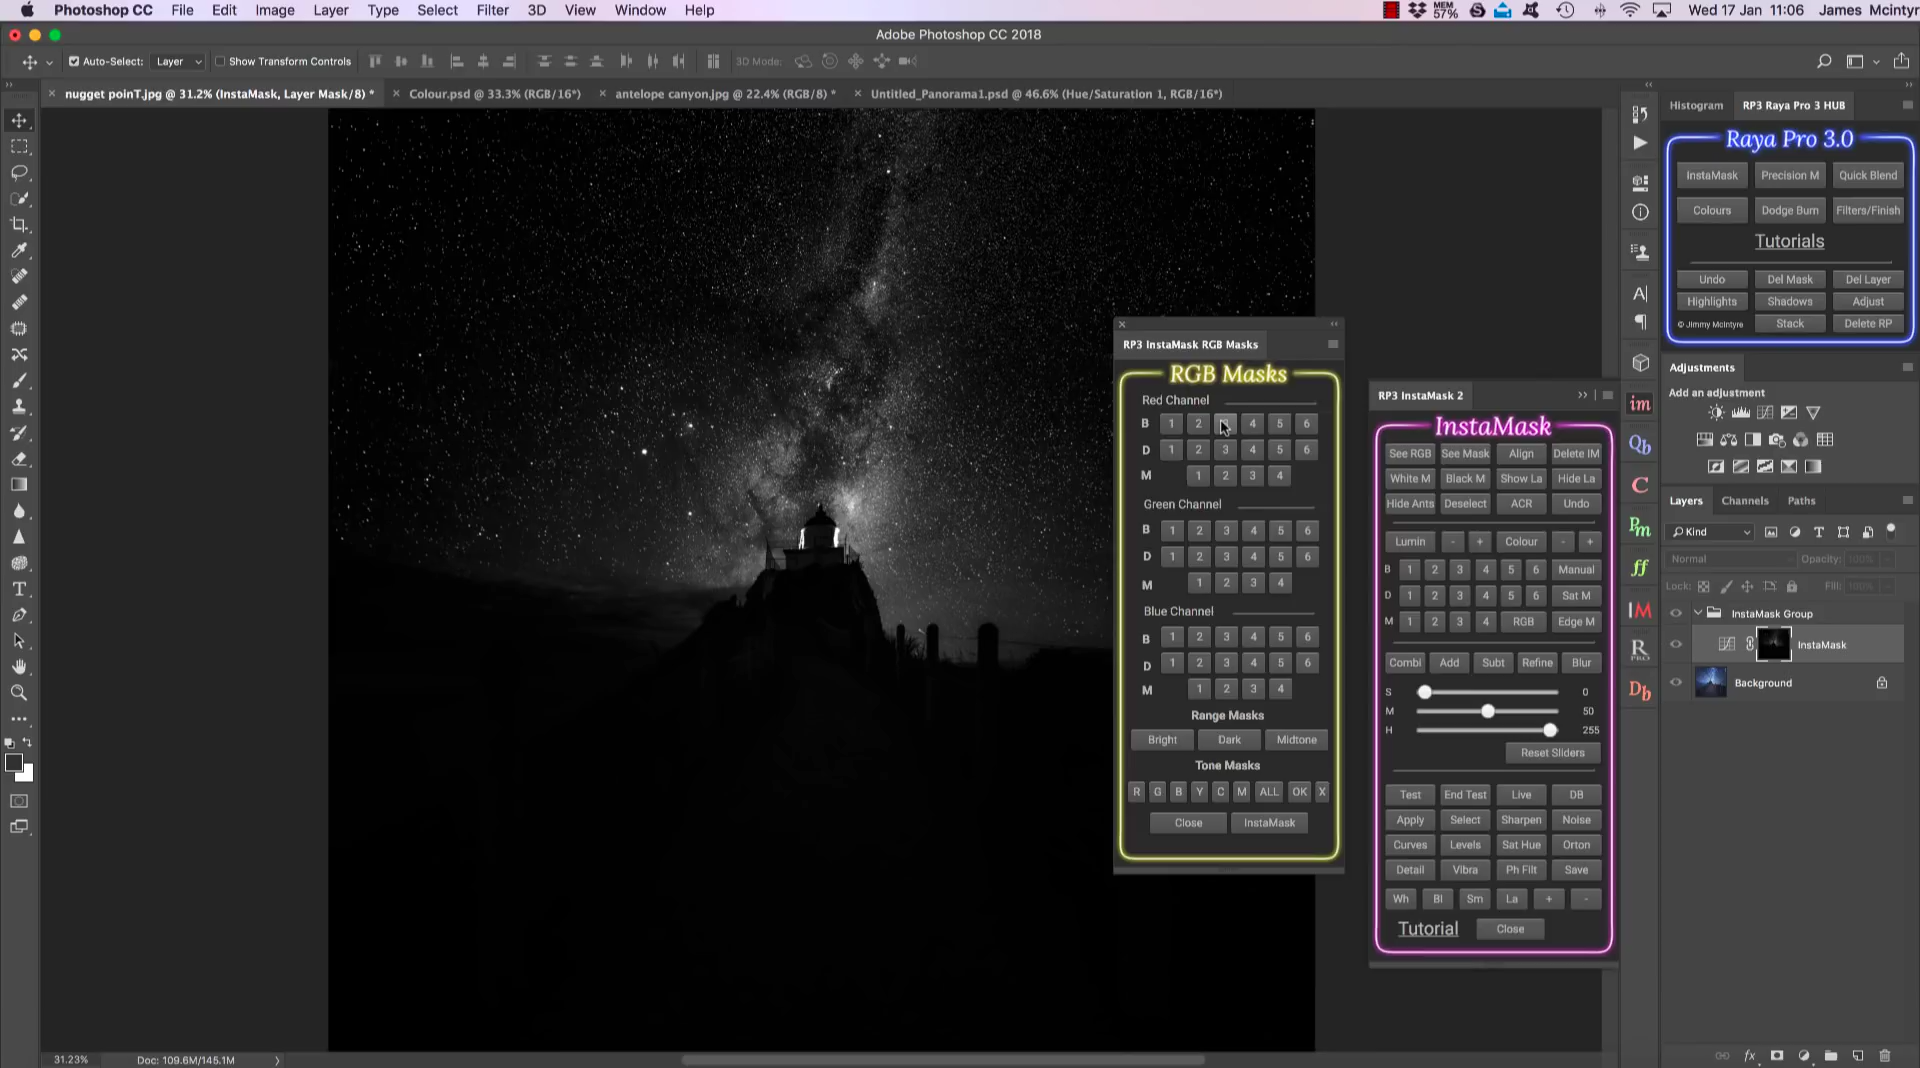 Photoshop CC File Edit Image Layer Type Select Filter 3D View Window Help MEM 57% Wed 17 Jan 11:06 James Mcintyr
Adobe Photoshop CC 2018
Auto-Select: Layer Show Transform Controls 3D Mode:
nugget poinT.jpg @ 31.2% (InstaMask, Layer Mask/8) * Colour.psd @ 33.3% (RGB/16*) antelope canyon.jpg @ 22.4% (RGB/8) * Untitled_Panorama1.psd @ 46.6% (Hue/Saturation 1, RGB/16*)
Histogram RP3 Raya Pro 3 HUB
Raya Pro 3.0
InstaMask Precision M Quick Blend
Colours Dodge Burn Filters/Finish
Tutorials
Undo Del Mask Del Layer
Highlights Shadows Adjust
© Jimmy McIntyre Stack Delete RP
Adjustments
Add an adjustment
Layers Channels Paths
Kind
Normal Opacity: 100%
Lock: Fill: 100%
InstaMask Group
InstaMask
Background
im
Qb
C
Pm
ff
IM
R PRO
Db
RP3 InstaMask RGB Masks
RGB Masks
Red Channel
B 1 2 4 5 6
D 1 2 3 4 5 6
M 1 2 3 4
Green Channel
B 1 2 3 4 5 6
D 1 2 3 4 5 6
M 1 2 3 4
Blue Channel
B 1 2 3 4 5 6
D 1 2 3 4 5 6
M 1 2 3 4
Range Masks
Bright Dark Midtone
Tone Masks
R G B Y C M ALL OK X
Close InstaMask
RP3 InstaMask 2
InstaMask
See RGB See Mask Align Delete IM
White M Black M Show La Hide La
Hide Ants Deselect ACR Undo
Lumin - + Colour - +
B 1 2 3 4 5 6 Manual
D 1 2 3 4 5 6 Sat M
M 1 2 3 4 RGB Edge M
Combi Add Subt Refine Blur
S 0
M 50
H 255
Reset Sliders
Test End Test Live DB
Apply Select Sharpen Noise
Curves Levels Sat Hue Orton
Detail Vibra Ph Filt Save
Wh Bl Sm La + -
Tutorial Close
31.23% Doc: 109.6M/145.1M